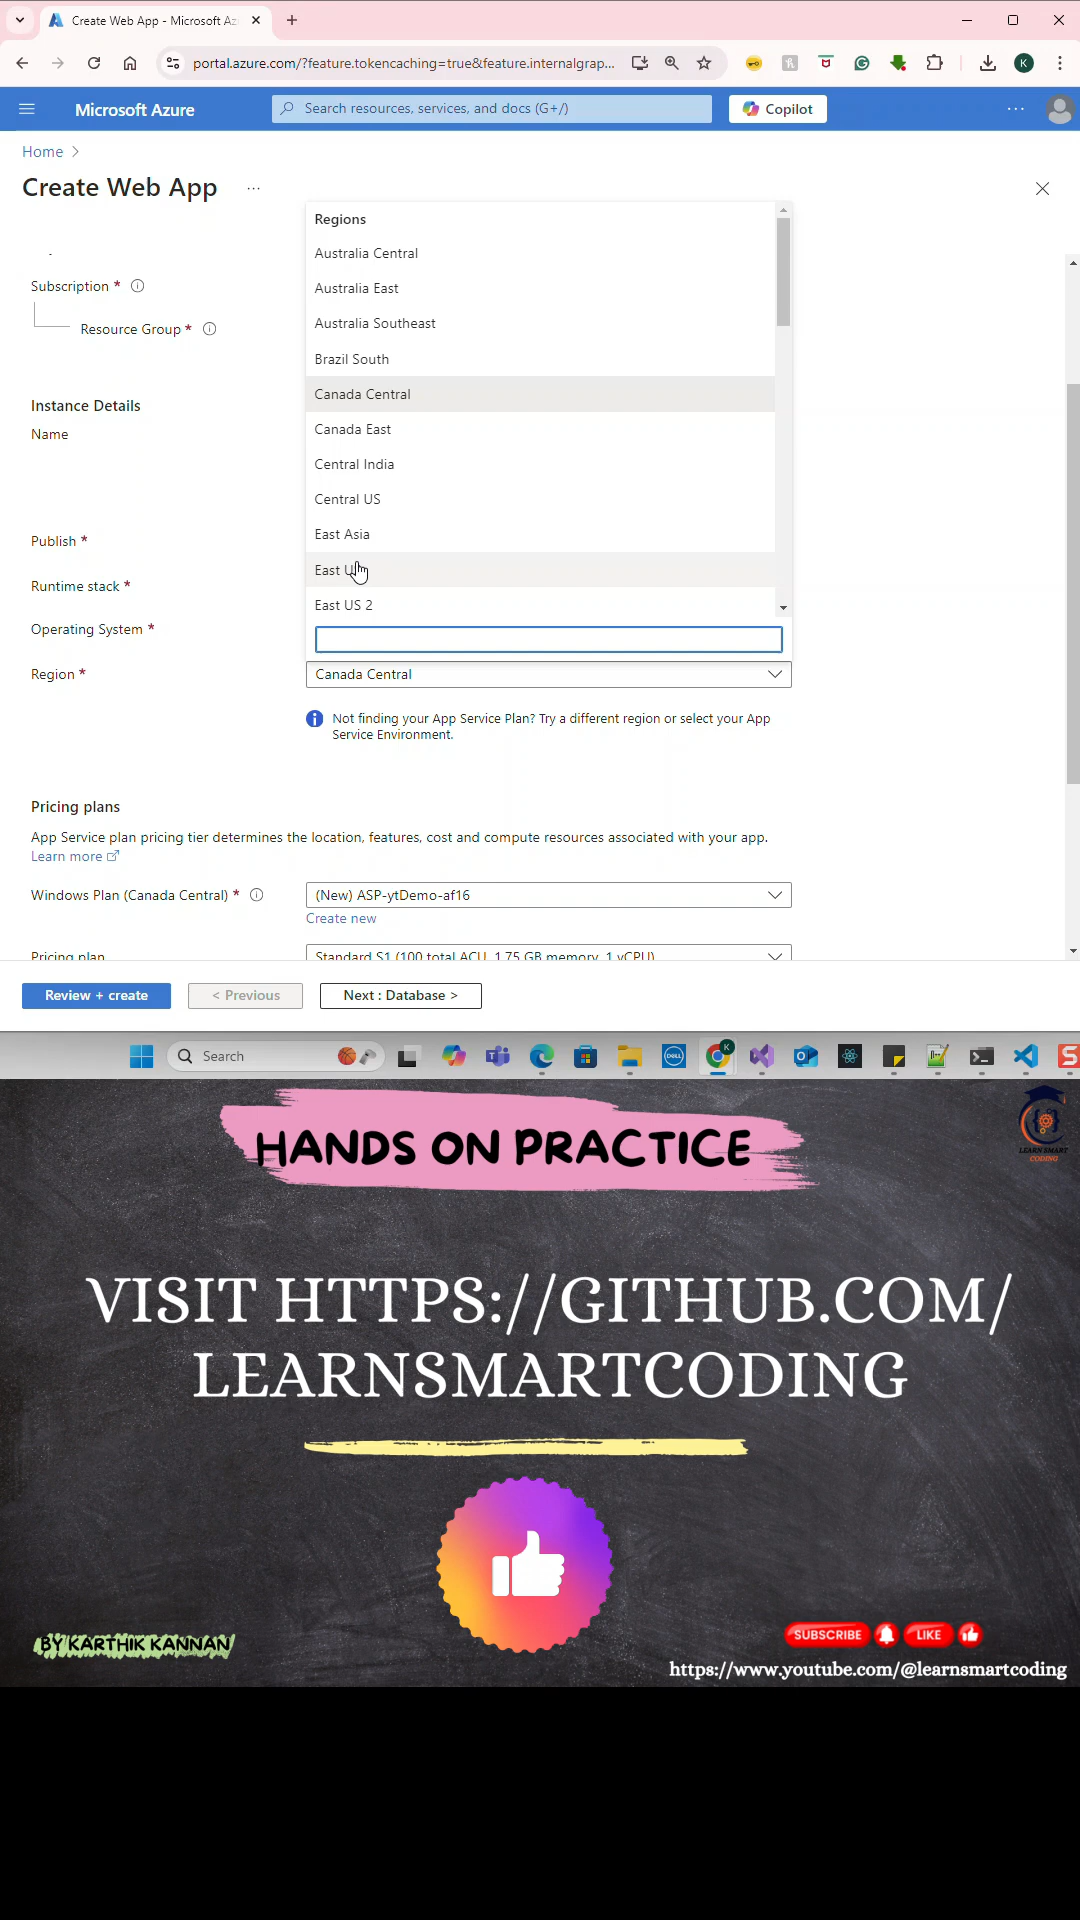 Create Web App - Microsoft Az
portal.azure.com/?feature.tokencaching=true&feature.internalgrap...
K
Microsoft Azure
Search resources, services, and docs (G+/)
Copilot
Home >
Create Web App ...
Regions
Australia Central
Subscription *
Australia East
Australia Southeast
Resource Group *
Brazil South
Canada Central
Instance Details
Canada East
Name
Central India
Central US
East Asia
Publish *
East U
Runtime stack *
East US 2
Operating System *
Region *
Canada Central
Not finding your App Service Plan? Try a different region or select your App
Service Environment.
Pricing plans
App Service plan pricing tier determines the location, features, cost and compute resources associated with your app.
Learn more
Windows Plan (Canada Central) *
(New) ASP-ytDemo-af16
Create new
Pricing plan
Standard S1 (100 total ACU, 1.75 GB memory, 1 vCPU)
Review + create
< Previous
Next : Database >
Search
DELL
K
HANDS ON PRACTICE
LEARN SMART
CODING
VISIT HTTPS://GITHUB.COM/
LEARNSMARTCODING
BY KARTHIK KANNAN
SUBSCRIBE
LIKE
https://www.youtube.com/@learnsmartcoding